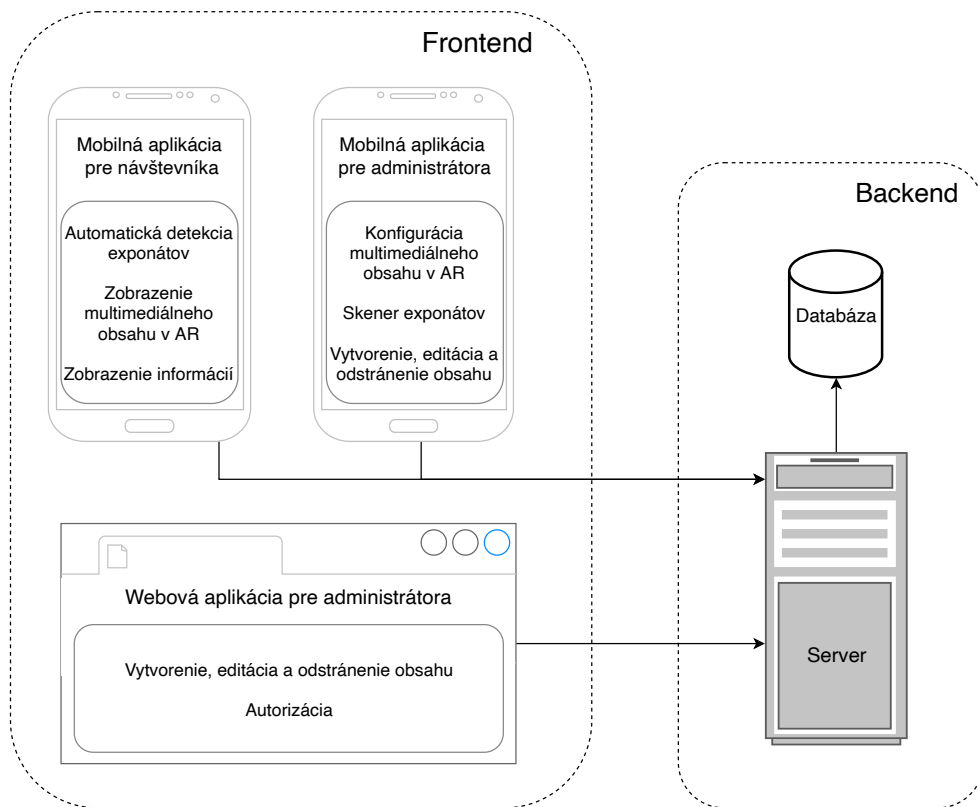 Frontend
Mobilná aplikácia
pre návštevníka
Automatická detekcia
exponátov
Zobrazenie
multimediálneho
obsahu v AR
Zobrazenie informácií
Mobilná aplikácia
pre administrátora
Konfigurácia
multimediálneho
obsahu v AR
Skener exponátov
Vytvorenie, editácia a
odstránenie obsahu
Webová aplikácia pre administrátora
Vytvorenie, editácia a odstránenie obsahu
Autorizácia
Backend
Databáza
Server